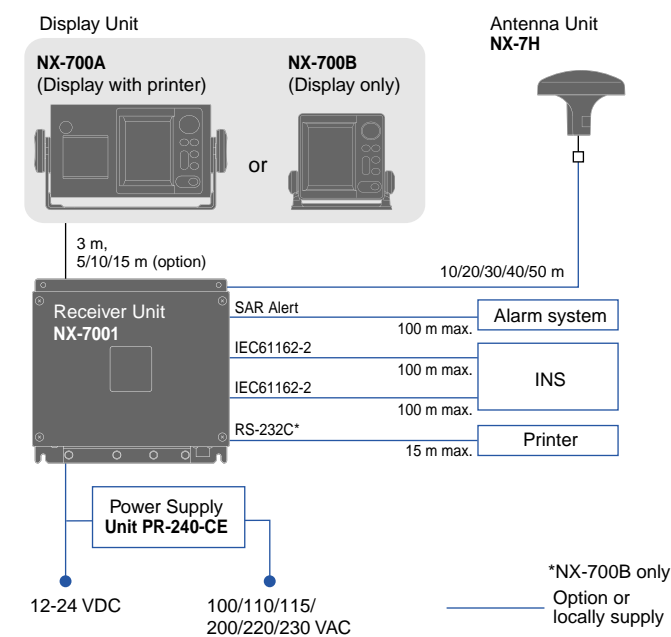 Display Unit
NX-700A
(Display with printer)
or
NX-700B
(Display only)
Antenna Unit
NX-7H
3 m,
5/10/15 m (option)
10/20/30/40/50 m
Receiver Unit
NX-7001
SAR Alert
100 m max.
Alarm system
IEC61162-2
100 m max.
IEC61162-2
100 m max.
INS
RS-232C*
15 m max.
Printer
Power Supply
Unit PR-240-CE
12-24 VDC
100/110/115/
200/220/230 VAC
*NX-700B only
Option or
locally supply